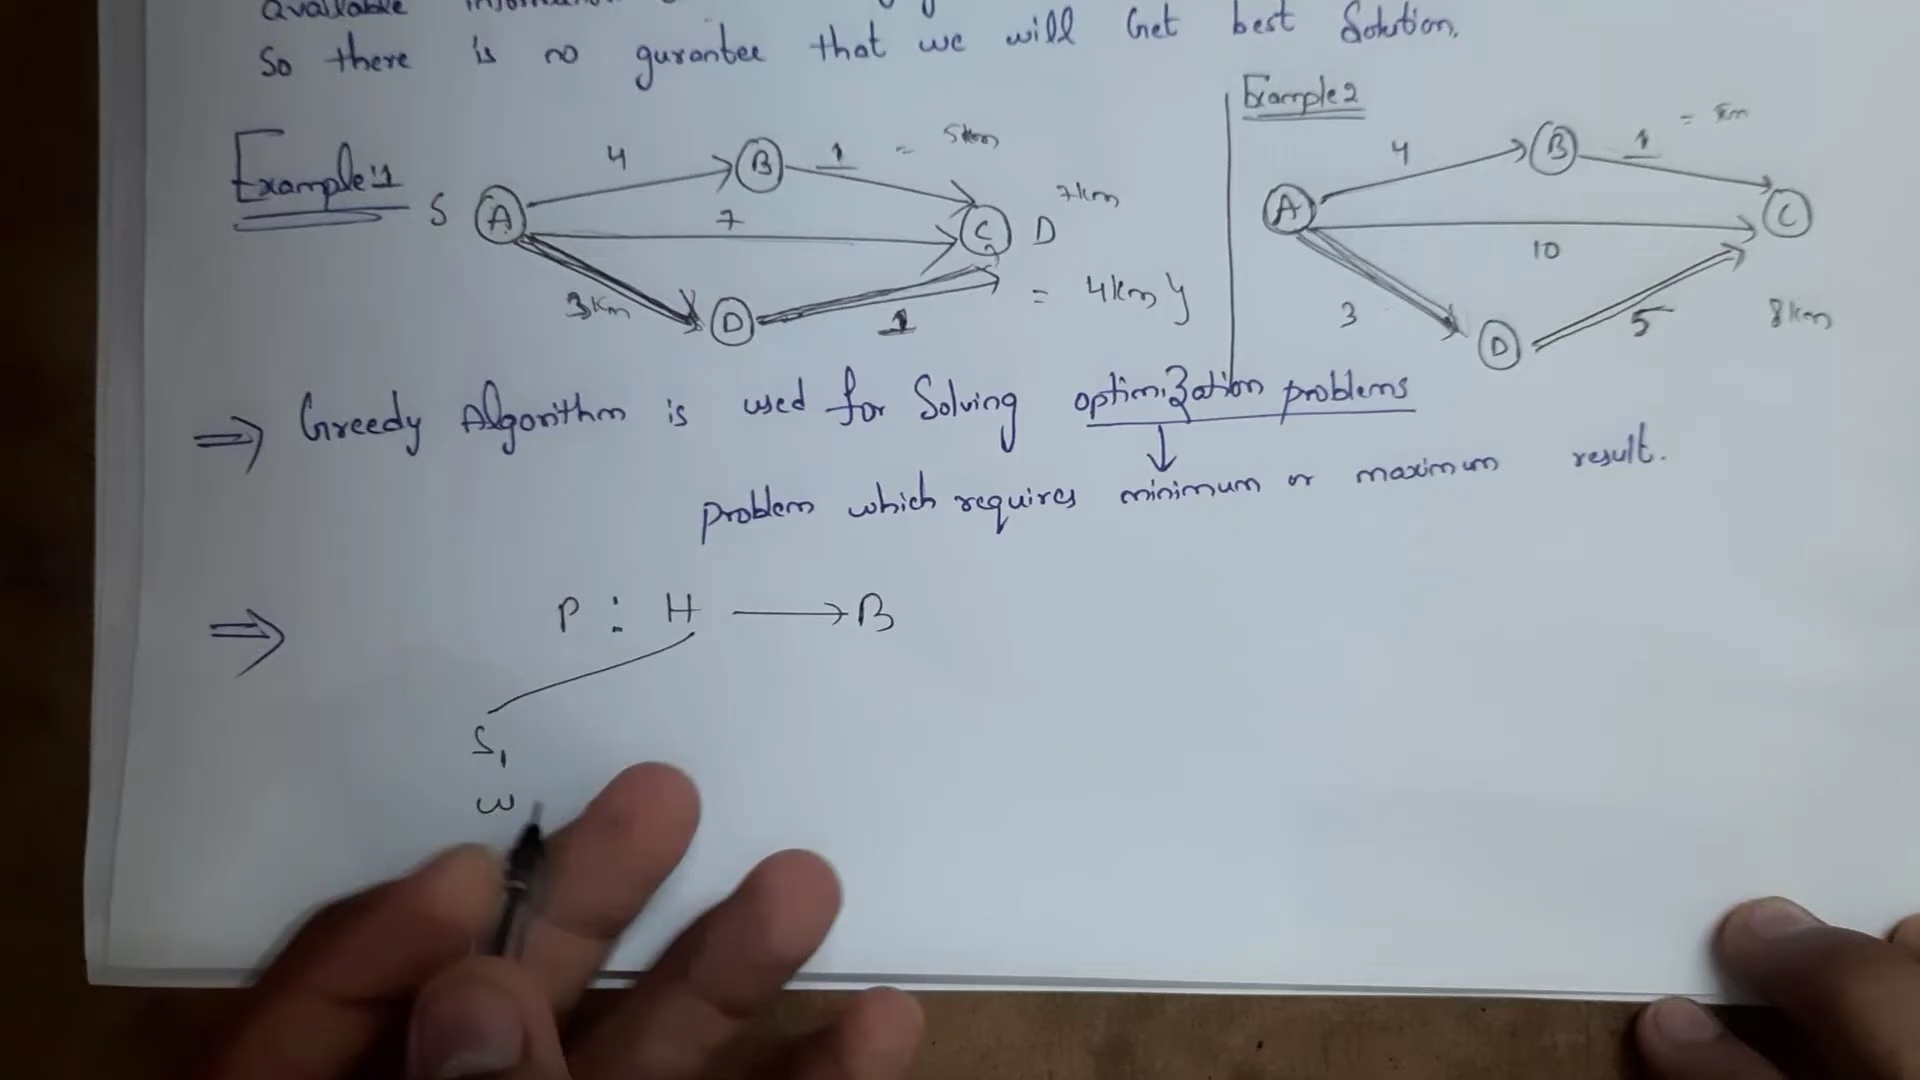 available
So there is no gurantee that we will Get best Solution.
Example:1
S
A
4
B
1
= 5km
7
C
D
7km
3km
D
1
= 4km
Example 2
A
4
B
1
= km
10
C
3
D
5
8km
⇒ Greedy Algorithm is used for Solving optimization problems
problem which requires minimum or maximum result.
⇒ P : H → B
S1
w